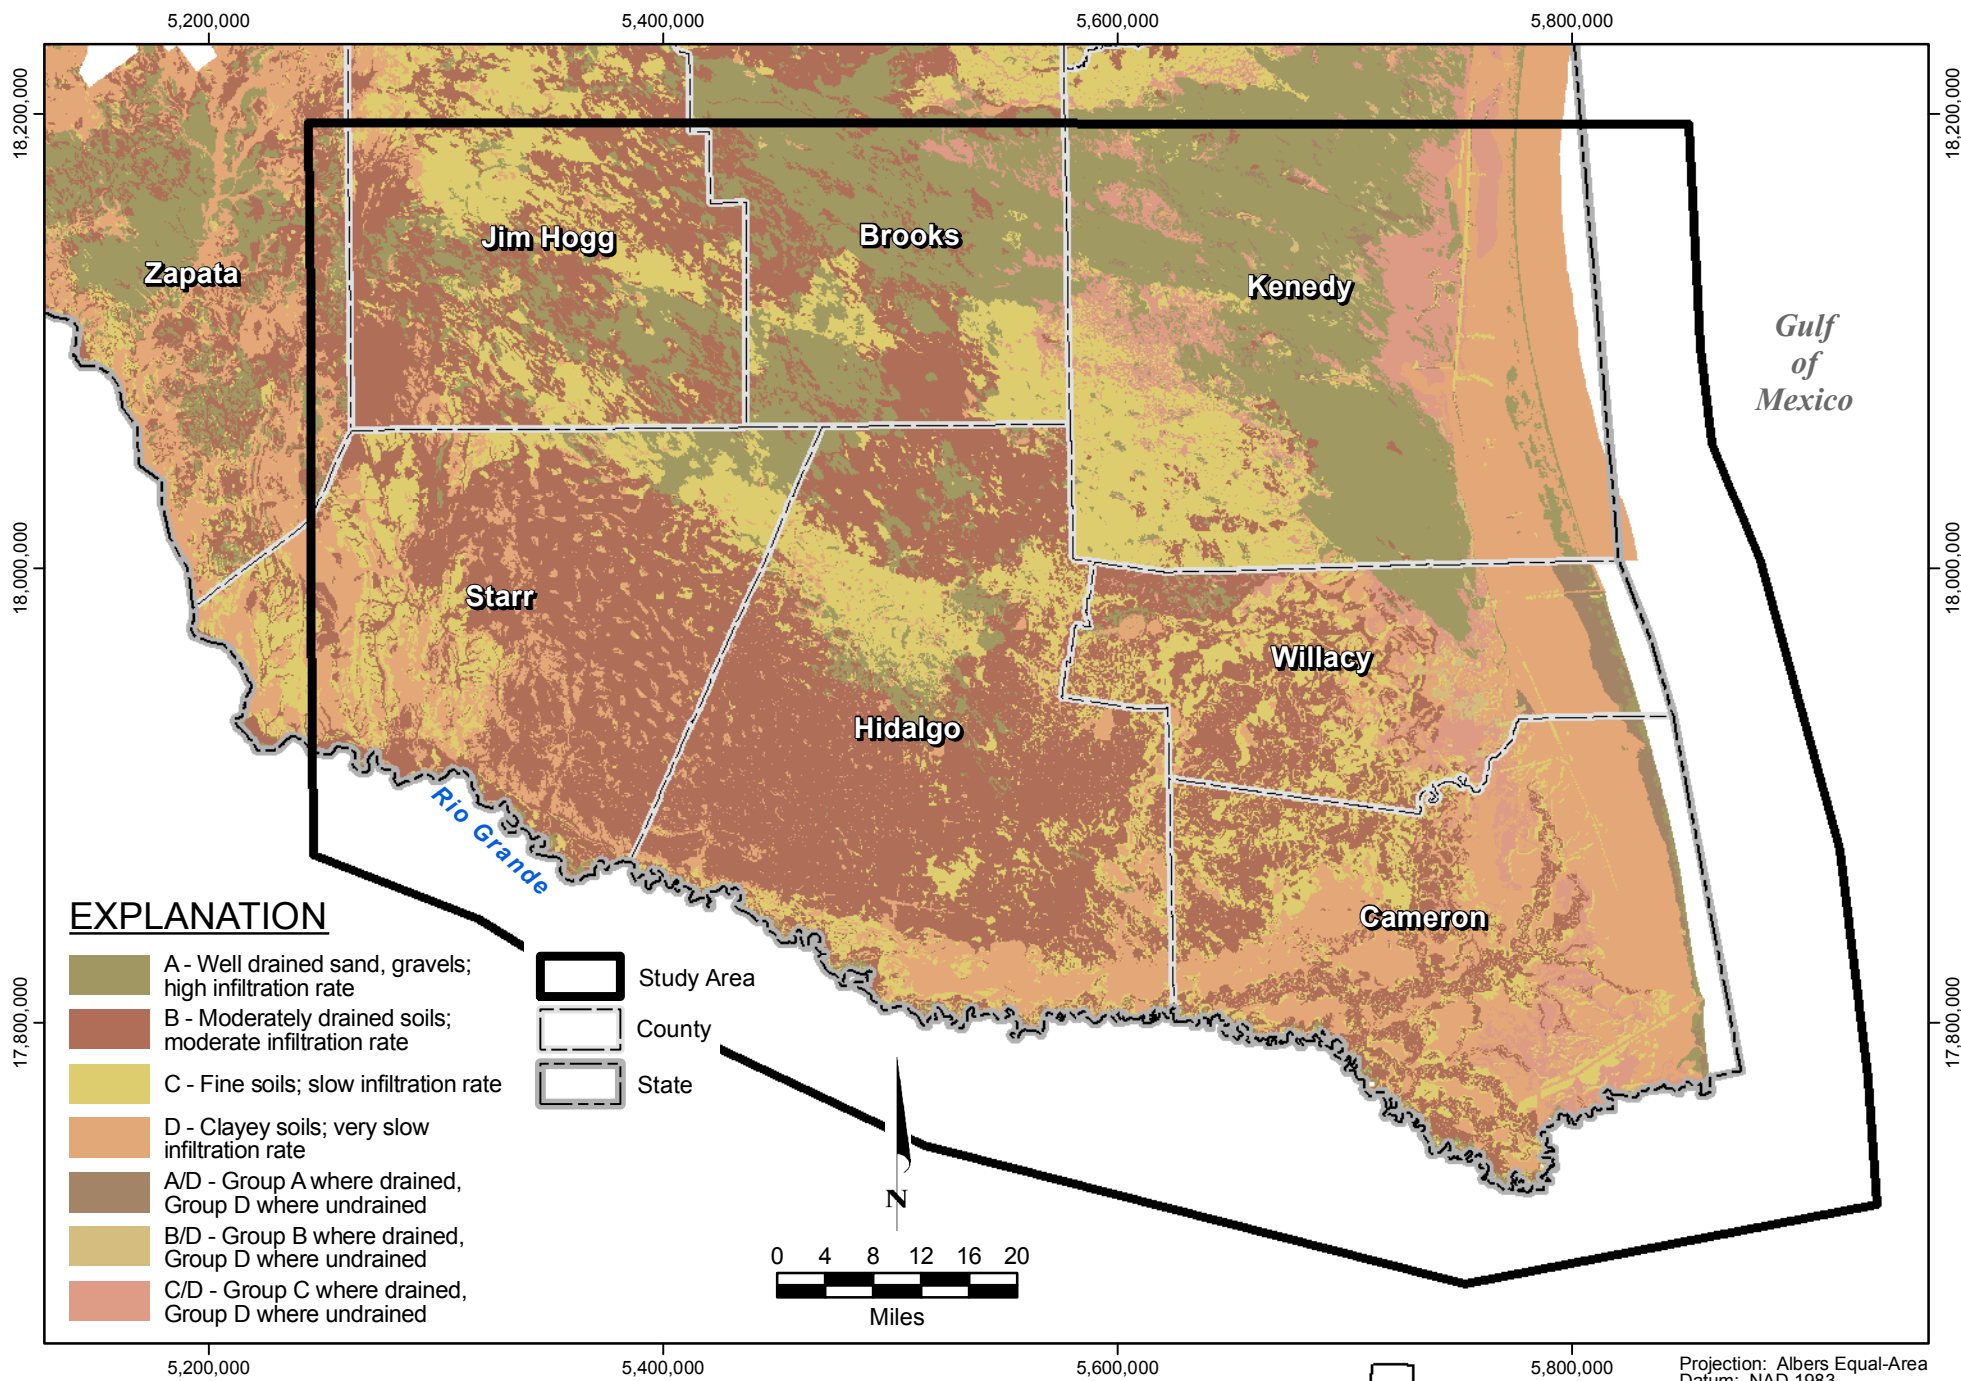 5,200,000
5,400,000
5,600,000
5,800,000
18,200,000
18,200,000
Jim Hogg
Brooks
Zapata
Kenedy
Gulf
of
Mexico
18,000,000
18,000,000
Starr
Willacy
Hidalgo
Rio Grande
Cameron
17,800,000
17,800,000
EXPLANATION
A - Well drained sand, gravels;
high infiltration rate
B - Moderately drained soils;
moderate infiltration rate
C - Fine soils; slow infiltration rate
D - Clayey soils; very slow
infiltration rate
A/D - Group A where drained,
Group D where undrained
B/D - Group B where drained,
Group D where undrained
C/D - Group C where drained,
Group D where undrained
Study Area
County
State
N
0 4 8 12 16 20
Miles
5,200,000
5,400,000
5,600,000
5,800,000
Projection: Albers Equal-Area
Datum: NAD 1983